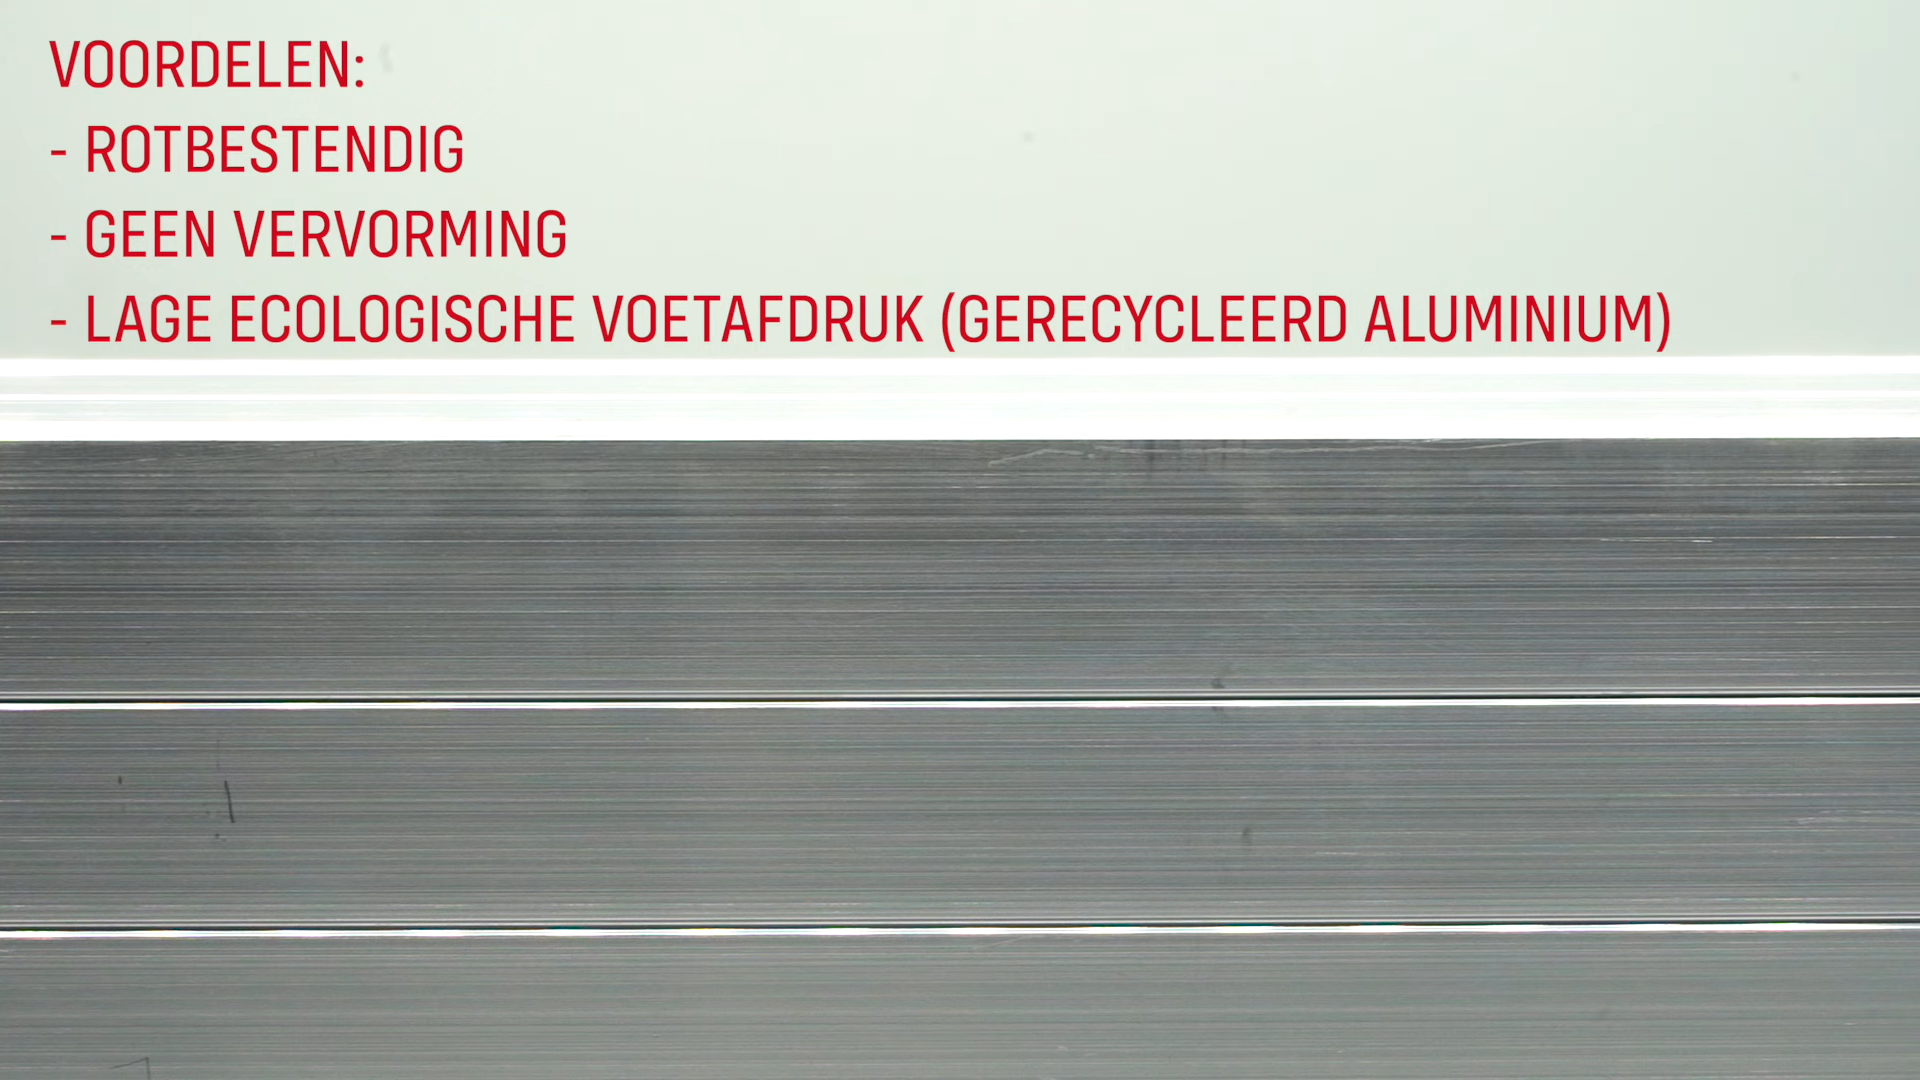 VOORDELEN:
- ROTBESTENDIG
- GEEN VERVORMING
- LAGE ECOLOGISCHE VOETAFDRUK (GERECYCLEERD ALUMINIUM)